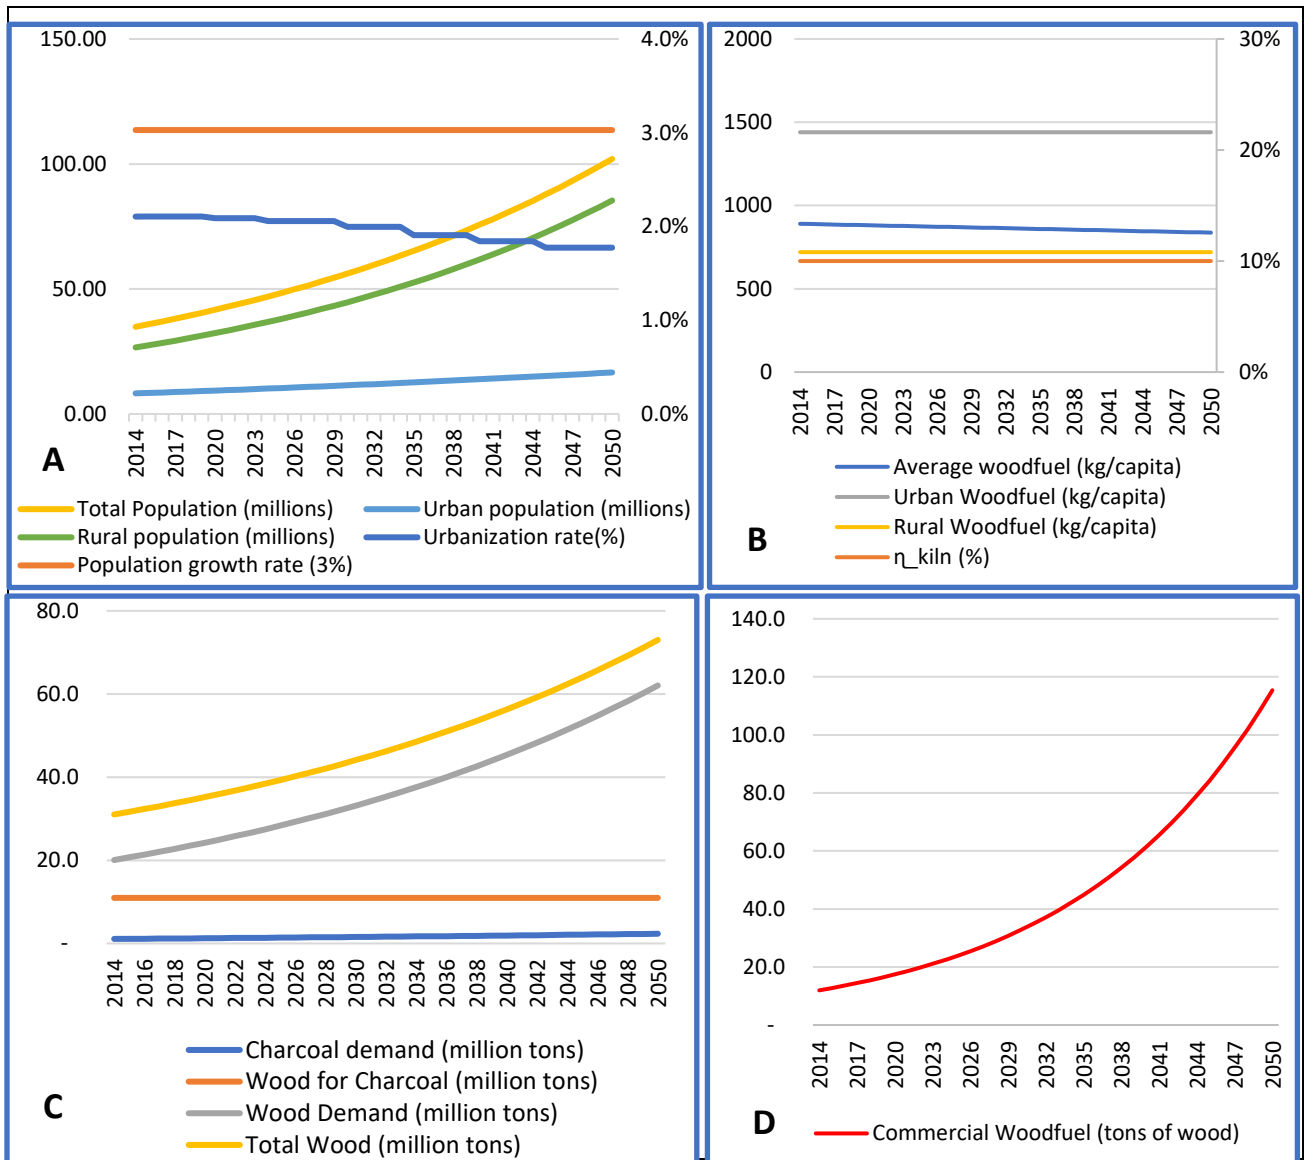 150.00
100.00
50.00
0.00
4.0%
3.0%
2.0%
1.0%
0.0%
2014 2017 2020 2023 2026 2029 2032 2035 2038 2041 2044 2047 2050
A
Total Population (millions) Urban population (millions)
Rural population (millions) Urbanization rate(%)
Population growth rate (3%)
2000
1500
1000
500
0
30%
20%
10%
0%
2014 2017 2020 2023 2026 2029 2032 2035 2038 2041 2044 2047 2050
Average woodfuel (kg/capita)
Urban Woodfuel (kg/capita)
Rural Woodfuel (kg/capita)
η_kiln (%)
B
80.0
60.0
40.0
20.0
-
2014 2016 2018 2020 2022 2024 2026 2028 2030 2032 2034 2036 2038 2040 2042 2044 2046 2048 2050
Charcoal demand (million tons)
Wood for Charcoal (million tons)
Wood Demand (million tons)
Total Wood (million tons)
C
140.0
120.0
100.0
80.0
60.0
40.0
20.0
-
2014 2017 2020 2023 2026 2029 2032 2035 2038 2041 2044 2047 2050
D
Commercial Woodfuel (tons of wood)